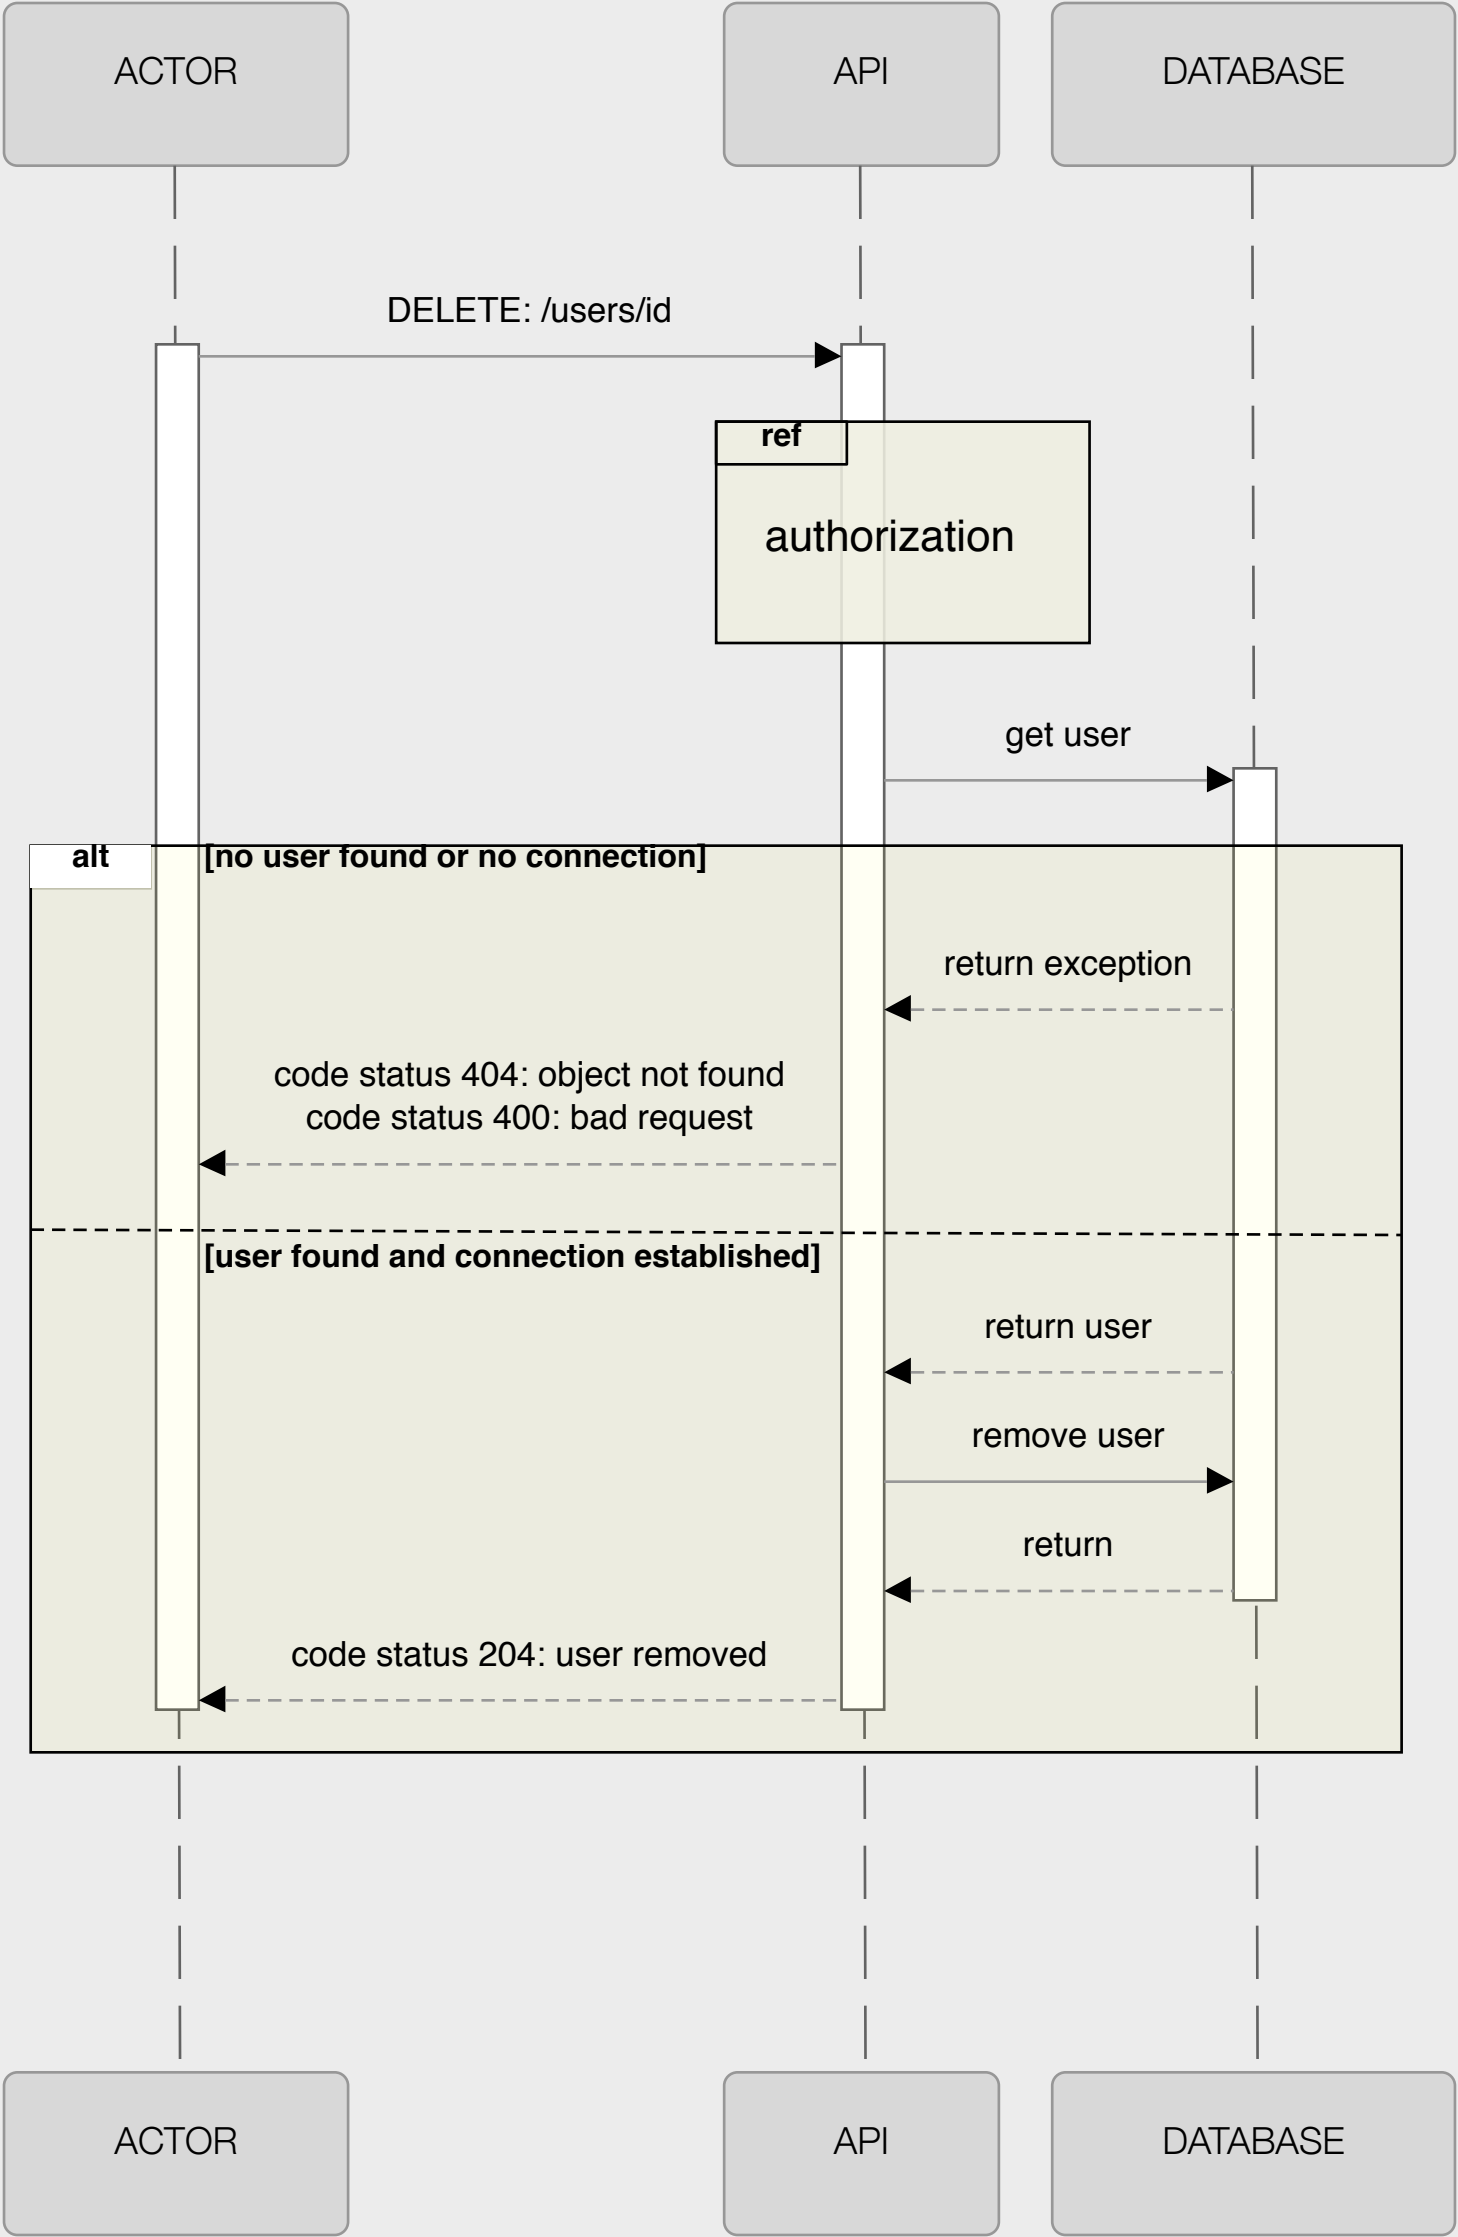 ACTOR
API
DATABASE
DELETE: /users/id
ref
authorization
get user
alt
[no user found or no connection]
return exception
code status 404: object not found
code status 400: bad request
[user found and connection established]
return user
remove user
return
code status 204: user removed
ACTOR
API
DATABASE